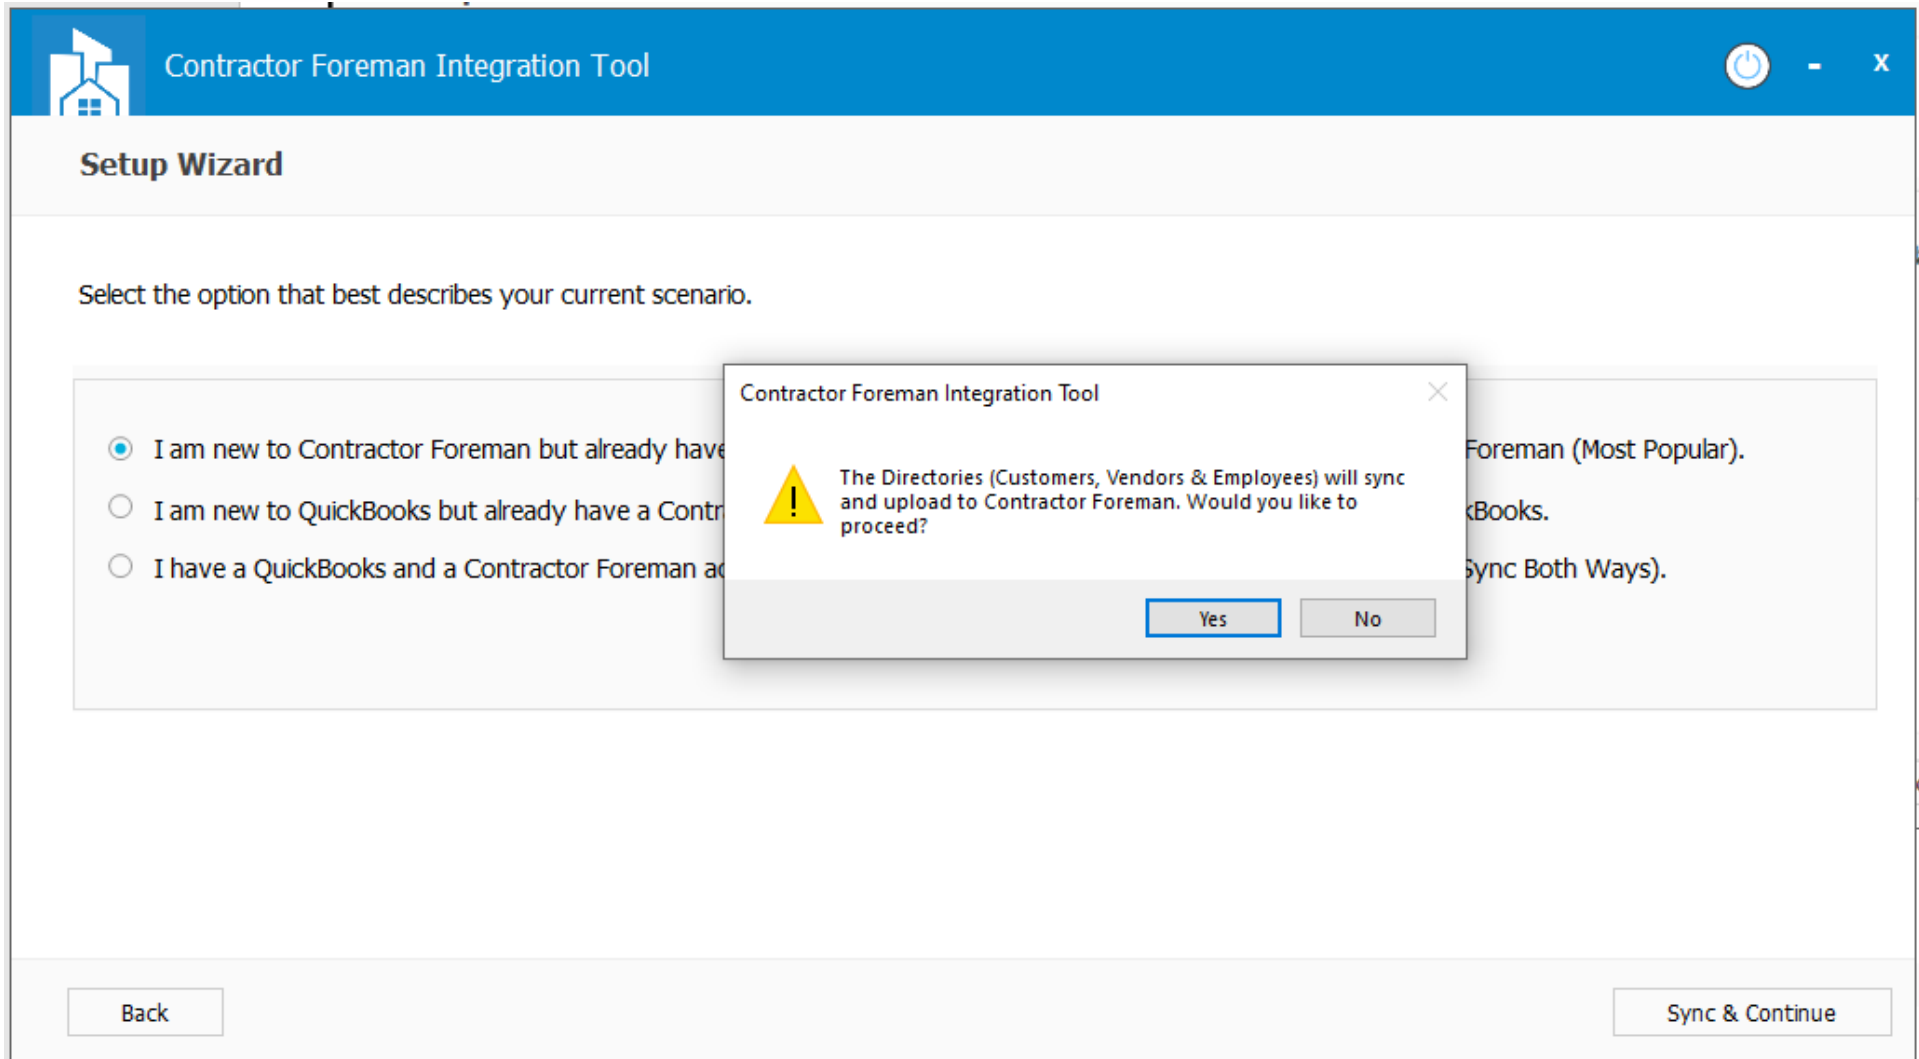 Contractor Foreman Integration Tool
- x
Setup Wizard
Select the option that best describes your current scenario.
Contractor Foreman Integration Tool
I am new to Contractor Foreman but already have Foreman (Most Popular).
The Directories (Customers, Vendors & Employees) will sync
and upload to Contractor Foreman. Would you like to
proceed?
I am new to QuickBooks but already have a
I have a QuickBooks and a Contractor Foreman Sync Both Ways).
Yes No
Back Sync & Continue